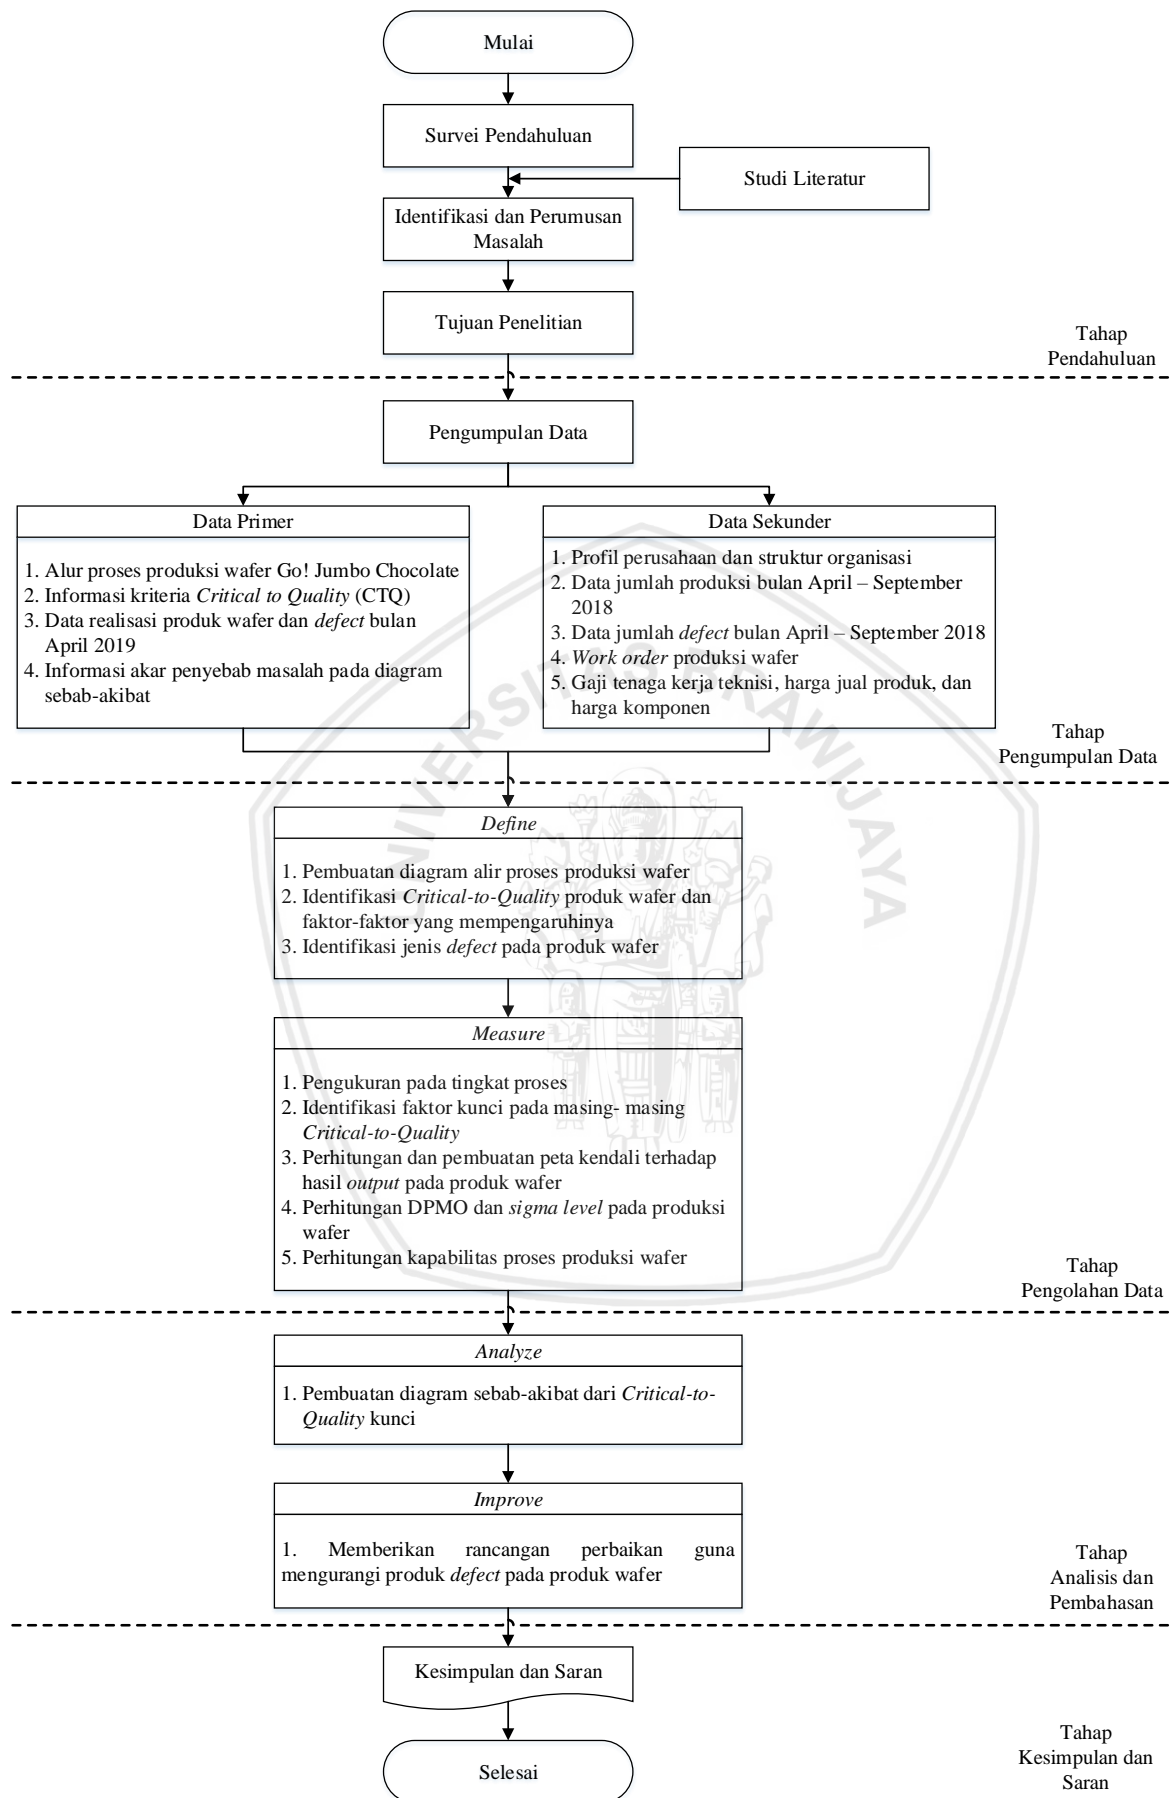 Mulai
Survei Pendahuluan
Studi Literatur
Identifikasi dan Perumusan
Masalah
Tujuan Penelitian
Tahap
Pendahuluan
Pengumpulan Data
Data Primer
1. Alur proses produksi wafer Go! Jumbo Chocolate
2. Informasi kriteria Critical to Quality (CTQ)
3. Data realisasi produk wafer dan defect bulan
April 2019
4. Informasi akar penyebab masalah pada diagram
sebab-akibat
Data Sekunder
1. Profil perusahaan dan struktur organisasi
2. Data jumlah produksi bulan April – September
2018
3. Data jumlah defect bulan April – September 2018
4. Work order produksi wafer
5. Gaji tenaga kerja teknisi, harga jual produk, dan
harga komponen
Tahap
Pengumpulan Data
UNIVERSITAS BRAWIJAYA
Define
1. Pembuatan diagram alir proses produksi wafer
2. Identifikasi Critical-to-Quality produk wafer dan
faktor-faktor yang mempengaruhinya
3. Identifikasi jenis defect pada produk wafer
Measure
1. Pengukuran pada tingkat proses
2. Identifikasi faktor kunci pada masing- masing
Critical-to-Quality
3. Perhitungan dan pembuatan peta kendali terhadap
hasil output pada produk wafer
4. Perhitungan DPMO dan sigma level pada produksi
wafer
5. Perhitungan kapabilitas proses produksi wafer
Tahap
Pengolahan Data
Analyze
1. Pembuatan diagram sebab-akibat dari Critical-to-
Quality kunci
Improve
1. Memberikan rancangan perbaikan guna
mengurangi produk defect pada produk wafer
Tahap
Analisis dan
Pembahasan
Kesimpulan dan Saran
Selesai
Tahap
Kesimpulan dan
Saran